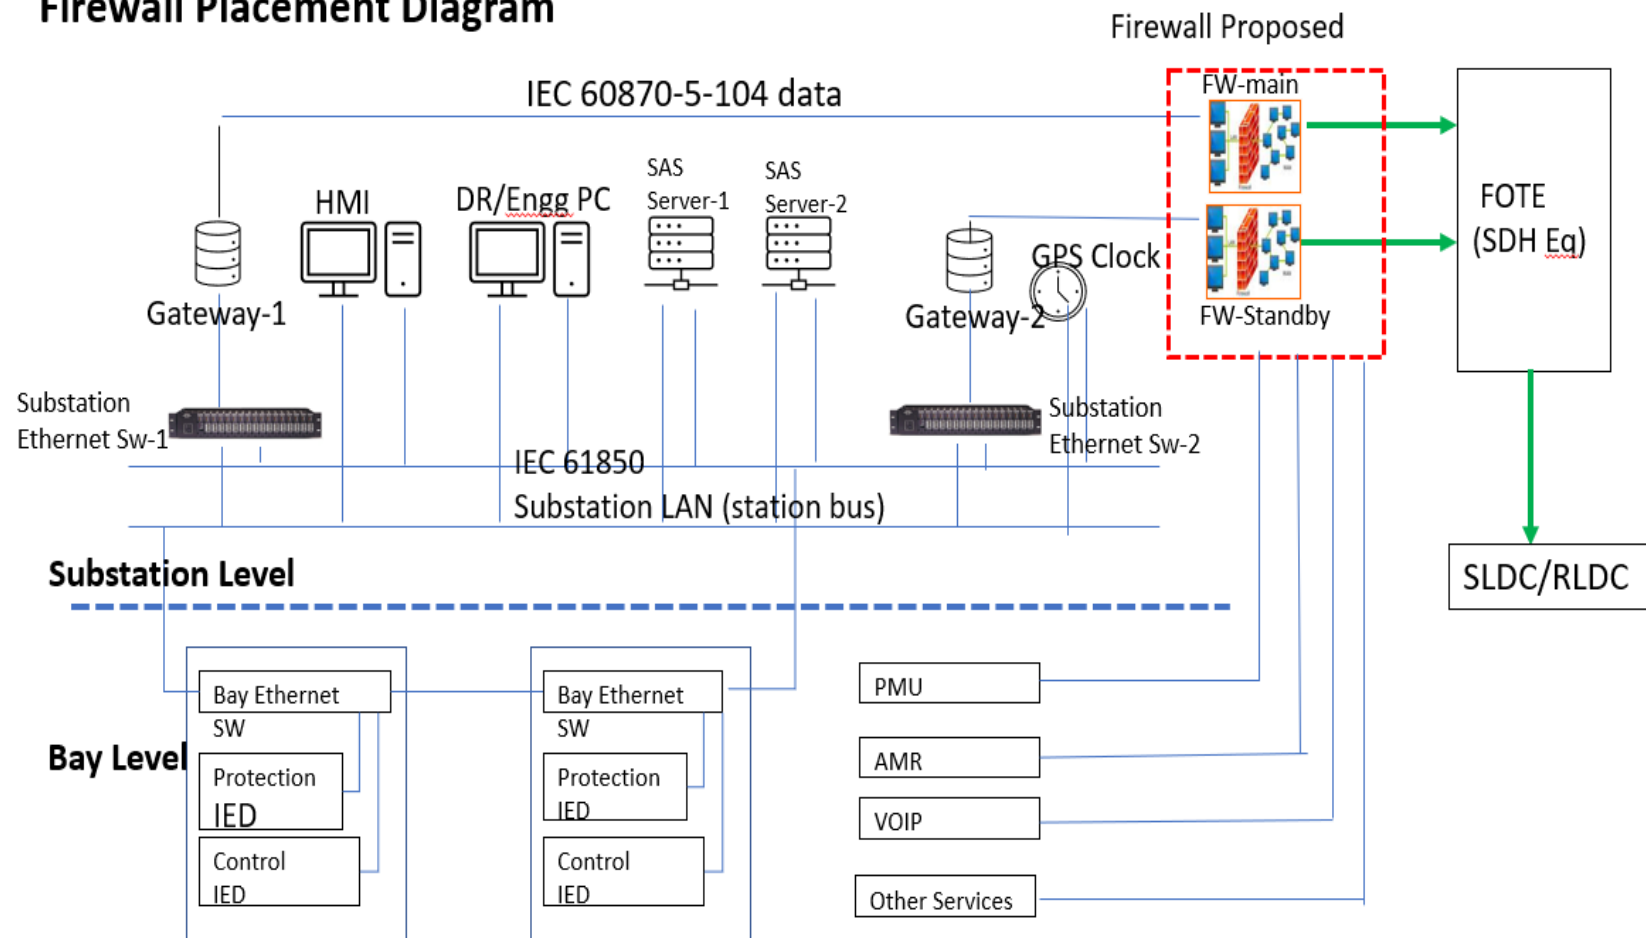 Firewall Placement Diagram
Firewall Proposed
IEC 60870-5-104 data
FW-main
SAS
Server-1
SAS
Server-2
HMI
DR/Engg PC
FOTE
(SDH Eq)
GPS Clock
Gateway-1
Gateway-2
FW-Standby
Substation
Ethernet Sw-1
Substation
Ethernet Sw-2
IEC 61850
Substation LAN (station bus)
Substation Level
SLDC/RLDC
Bay Ethernet
SW
Bay Ethernet
SW
PMU
Bay Level
Protection
IED
Protection
IED
AMR
VOIP
Control
IED
Control
IED
Other Services